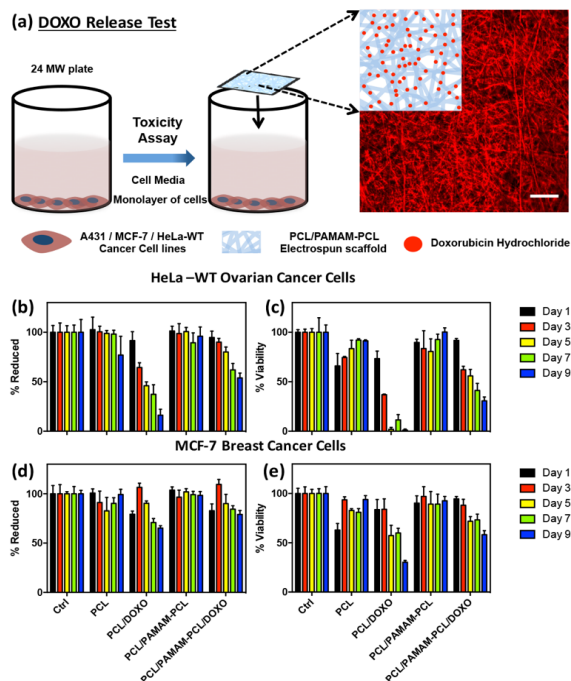 (a) DOXO Release Test
24 MW plate
Toxicity
Assay
Cell Media
Monolayer of cells
A431 / MCF-7 / HeLa-WT
Cancer Cell lines
PCL/PAMAM-PCL
Electrospun scaffold
Doxorubicin Hydrochloride
HeLa –WT Ovarian Cancer Cells
(b)
% Reduced
100
50
0
(c)
% Viability
100
50
0
Day 1
Day 3
Day 5
Day 7
Day 9
MCF-7 Breast Cancer Cells
(d)
% Reduced
100
50
0
Ctrl
PCL
PCL/DOXO
PCL/PAMAM-PCL
PCL/PAMAM-PCL/DOXO
(e)
% Viability
100
50
0
Ctrl
PCL
PCL/DOXO
PCL/PAMAM-PCL
PCL/PAMAM-PCL/DOXO
Day 1
Day 3
Day 5
Day 7
Day 9